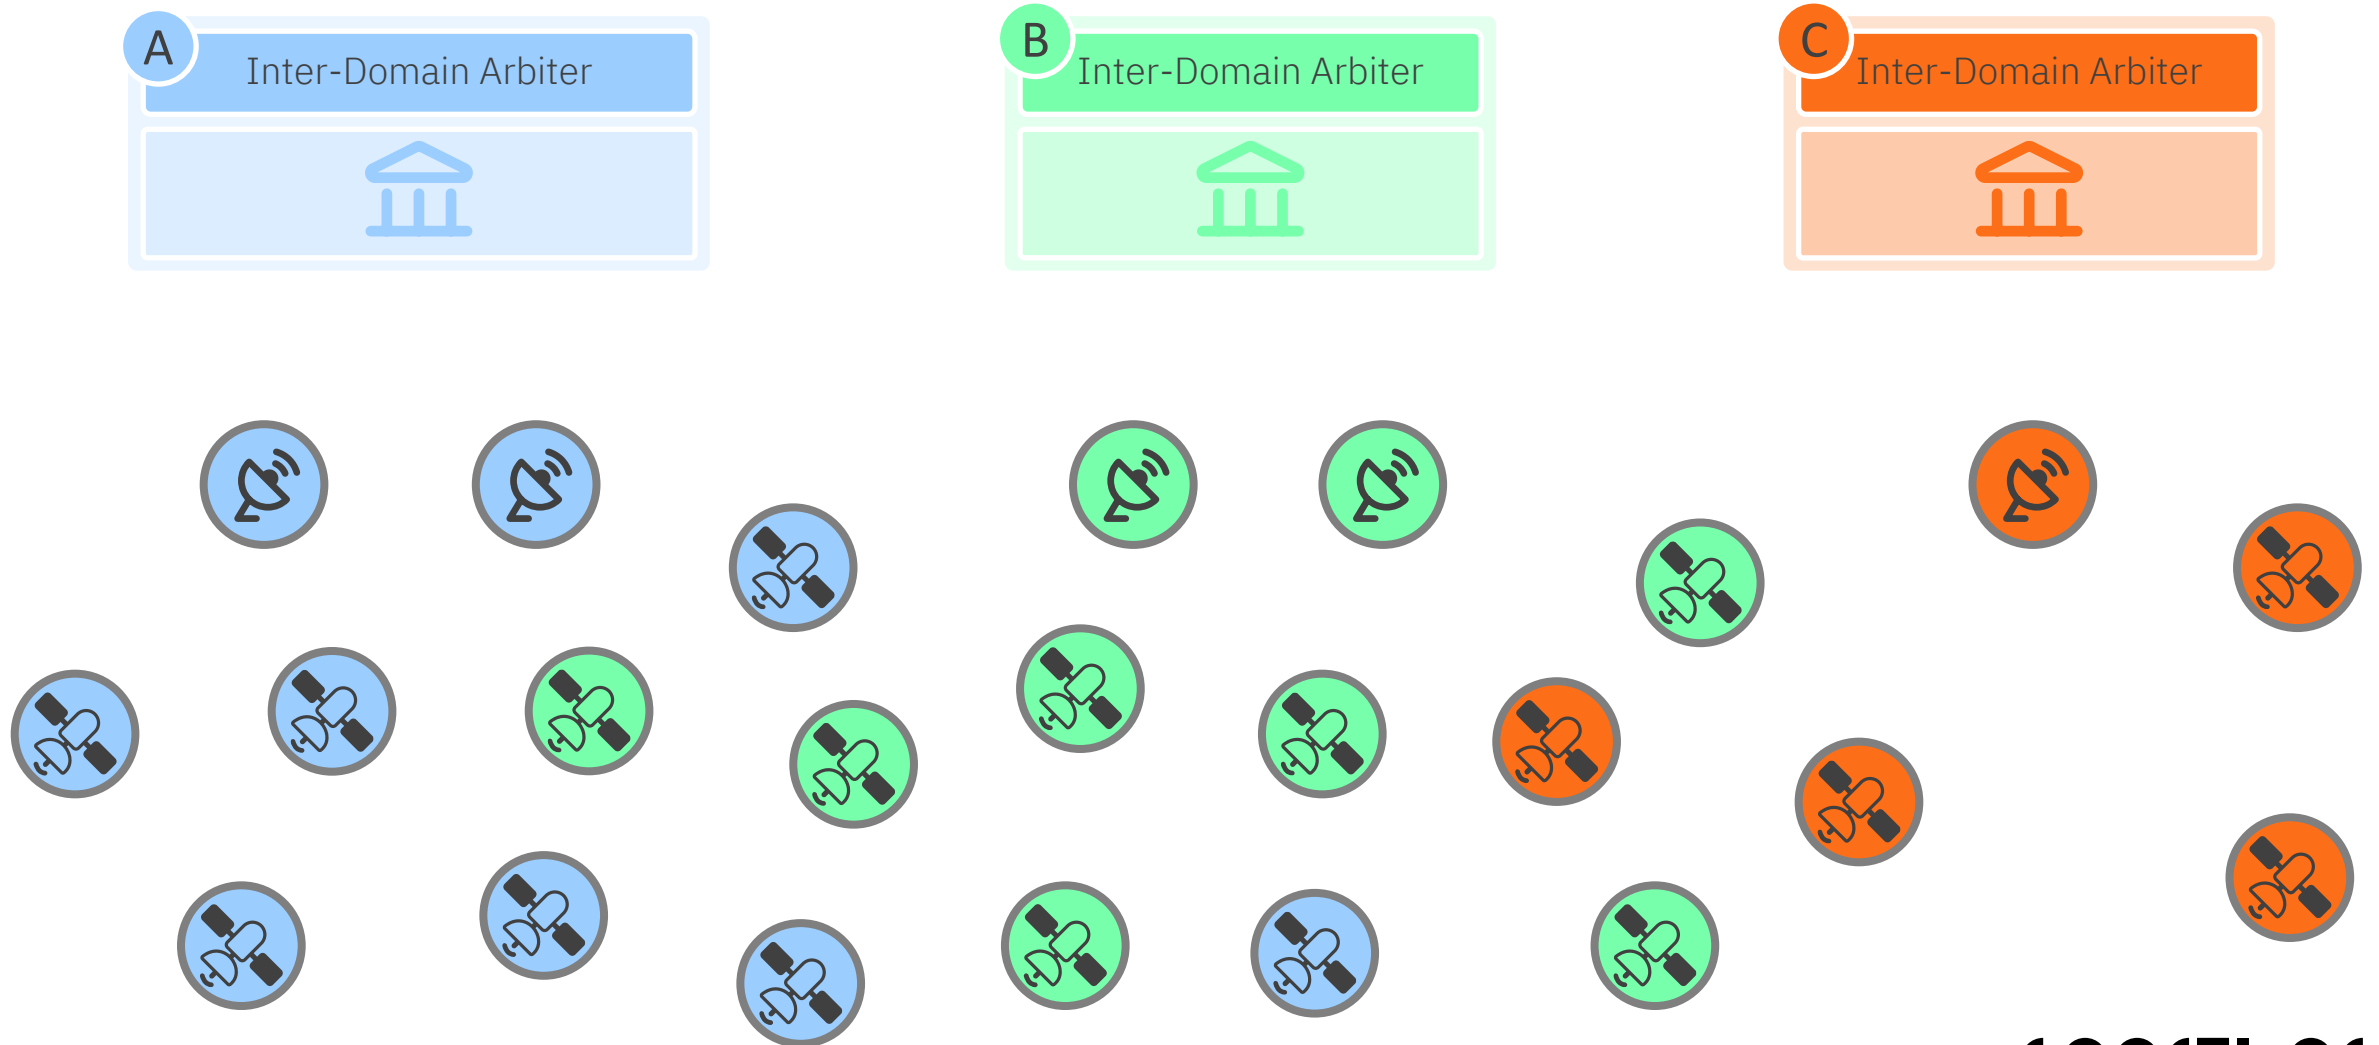 A
Inter-Domain Arbiter
B
Inter-Domain Arbiter
C
Inter-Domain Arbiter